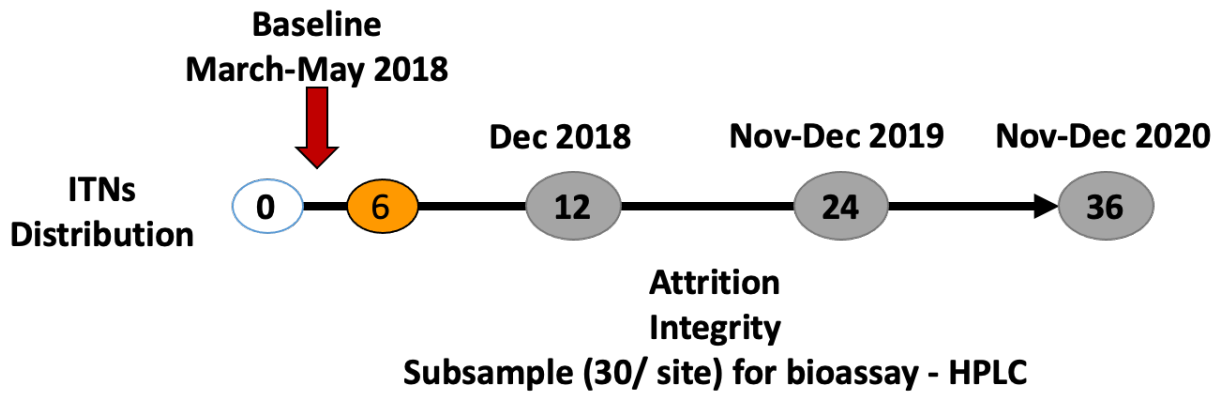 Baseline
March-May 2018
Dec 2018
Nov-Dec 2019
Nov-Dec 2020
ITNs
Distribution
0
6
12
24
36
Attrition
Integrity
Subsample (30/ site) for bioassay - HPLC